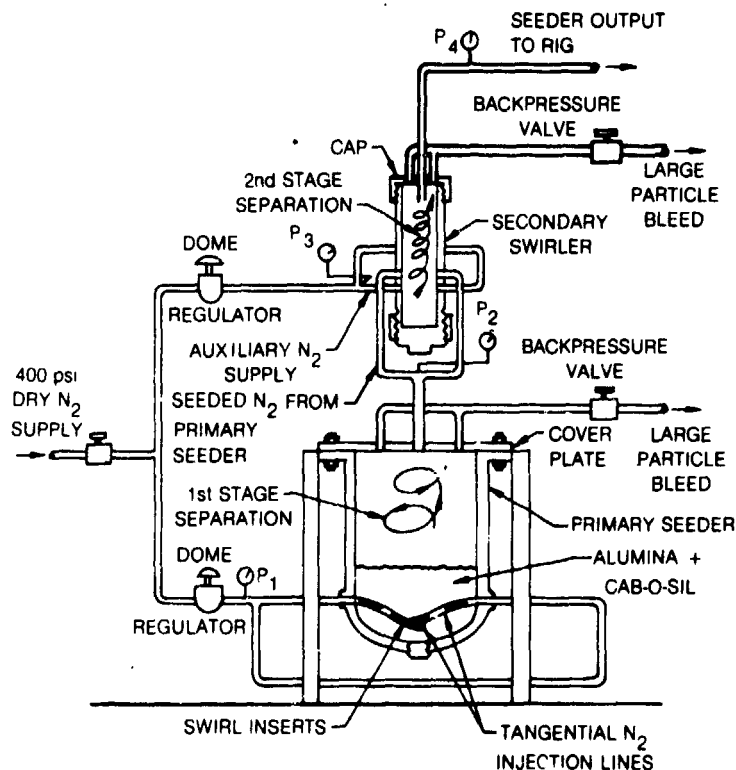 SEEDER OUTPUT
TO RIG
P4
BACKPRESSURE
VALVE
CAP
LARGE
PARTICLE
BLEED
2nd STAGE
SEPARATION
SECONDARY
SWIRLER
P3
DOME
REGULATOR
P2
AUXILIARY N2
SUPPLY
BACKPRESSURE
VALVE
400 psi
DRY N2
SUPPLY
SEEDED N2 FROM
PRIMARY
SEEDER
COVER
PLATE
LARGE
PARTICLE
BLEED
1st STAGE
SEPARATION
PRIMARY SEEDER
DOME
P1
REGULATOR
ALUMINA +
CAB-O-SIL
SWIRL INSERTS
TANGENTIAL N2
INJECTION LINES